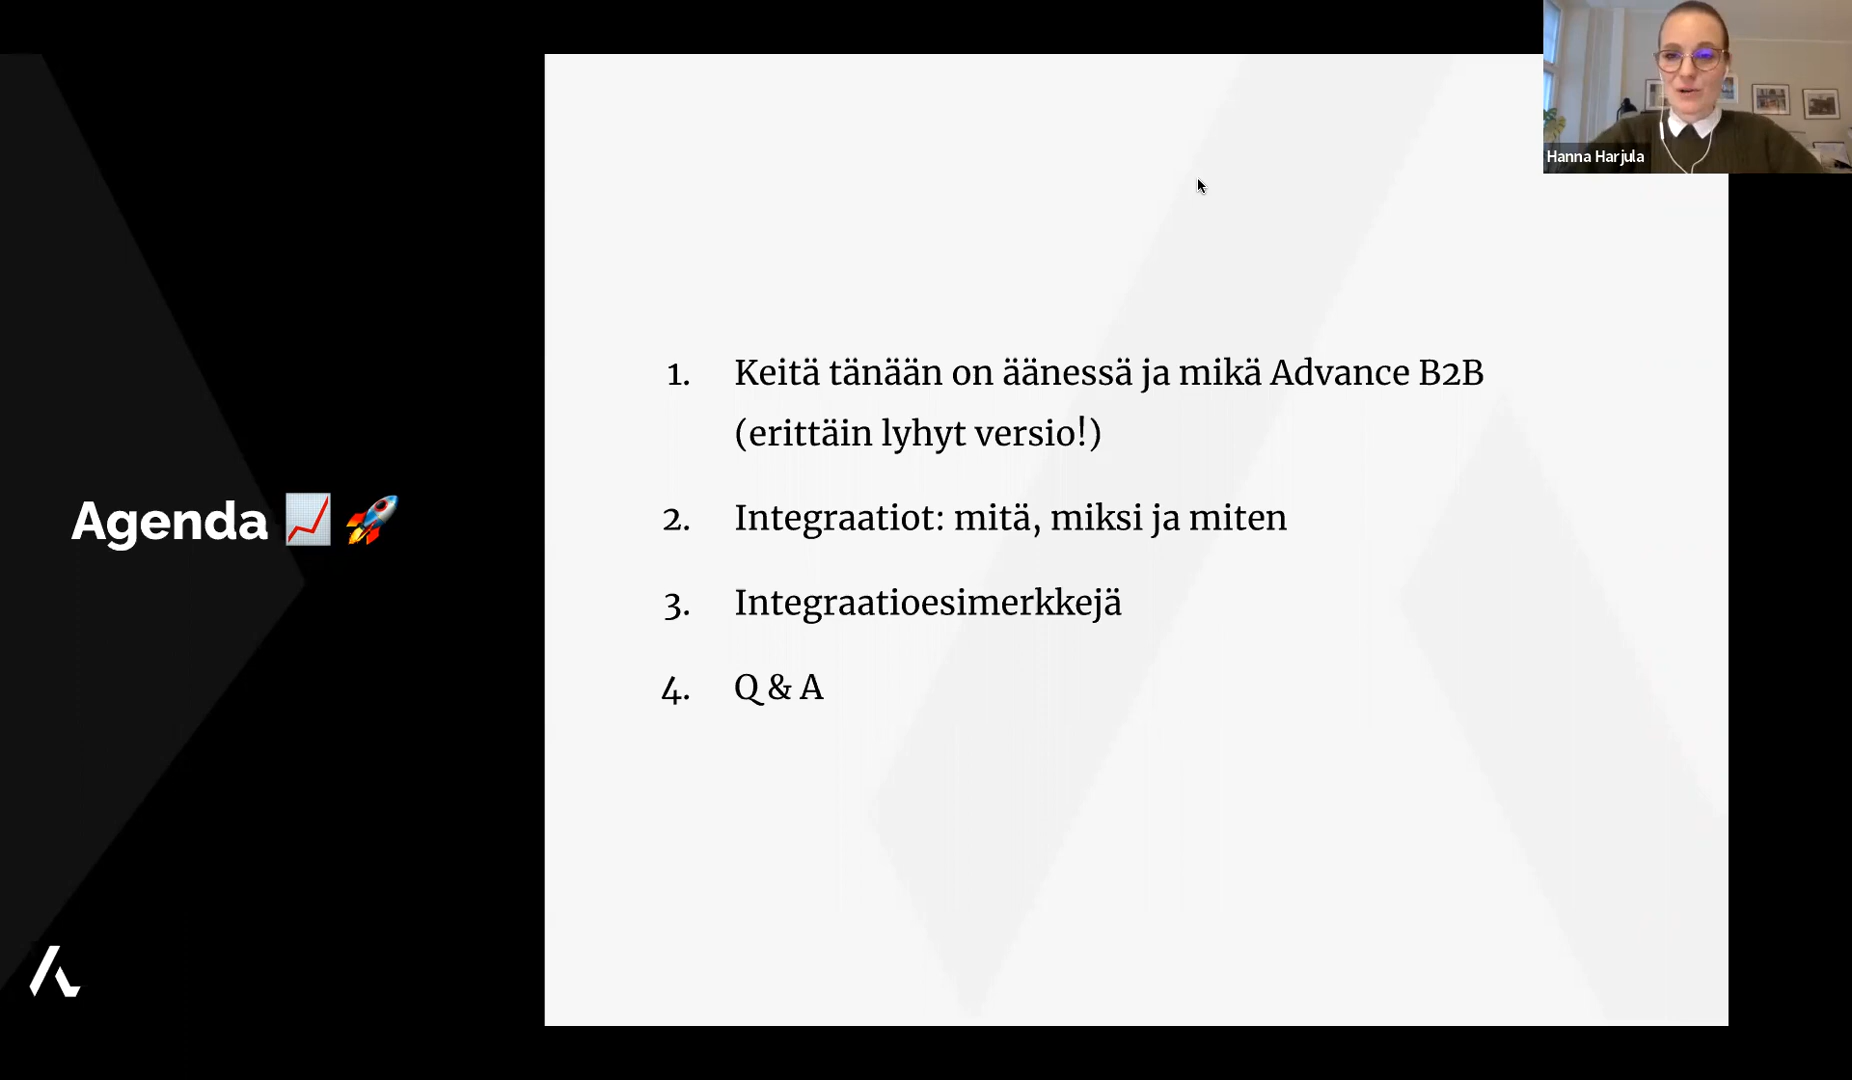 Hanna Harjula
Agenda 📈 🚀
1. Keitä tänään on äänessä ja mikä Advance B2B
(erittäin lyhyt versio!)
2. Integraatiot: mitä, miksi ja miten
3. Integraatioesimerkkejä
4. Q & A